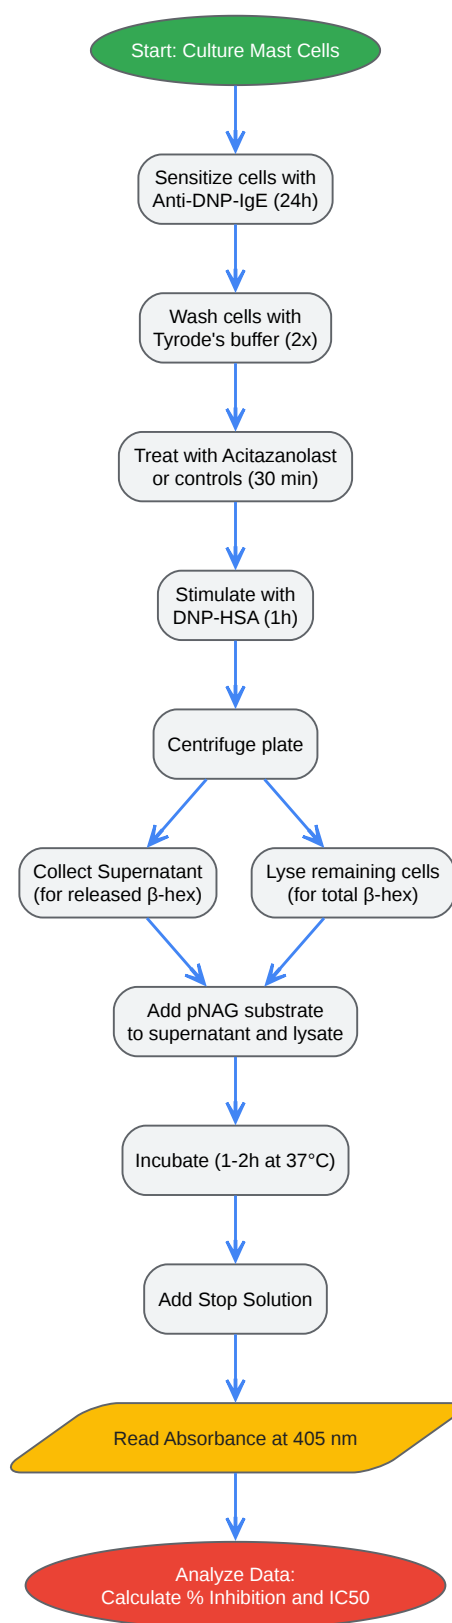 Start: Culture Mast Cells
Sensitize cells with
Anti-DNP-IgE (24h)
Wash cells with
Tyrode's buffer (2x)
Treat with Acitazanolast
or controls (30 min)
Stimulate with
DNP-HSA (1h)
Centrifuge plate
Collect Supernatant
(for released β-hex)
Lyse remaining cells
(for total β-hex)
Add pNAG substrate
to supernatant and lysate
Incubate (1-2h at 37°C)
Add Stop Solution
Read Absorbance at 405 nm
Analyze Data:
Calculate % Inhibition and IC50